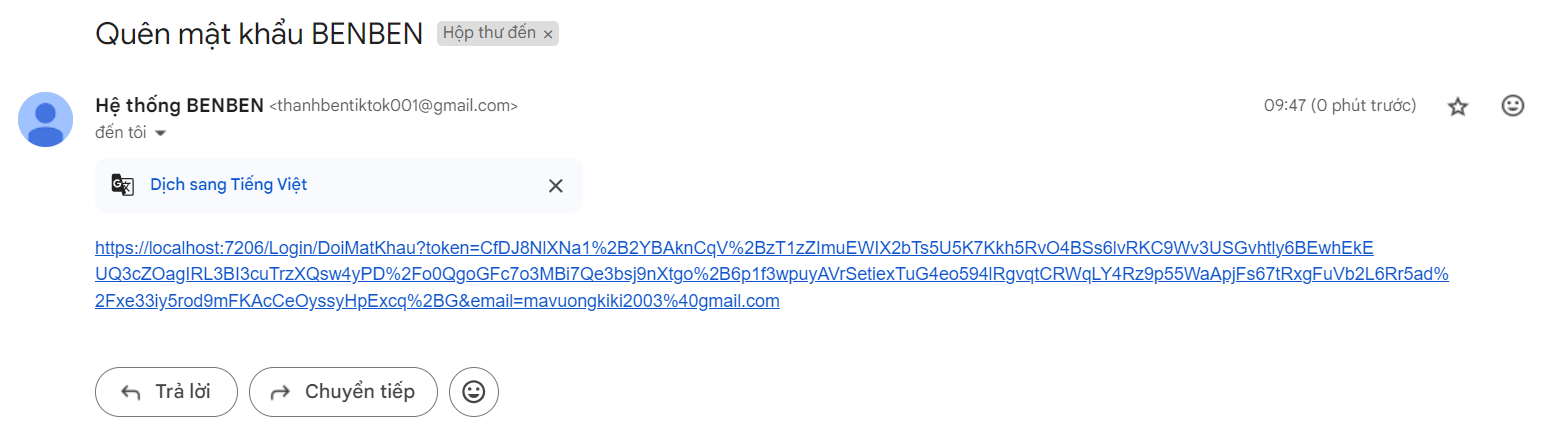 Quên mật khẩu BENBEN Hộp thư đến ×
Hệ thống BENBEN <thanhbentiktok001@gmail.com> 09:47 (0 phút trước)
đến tôi
Dịch sang Tiếng Việt
https://localhost:7206/Login/DoiMatKhau?token=CfDJ8NlXNa1%2B2YBAknCqV%2BzT1zZImuEWIX2bTs5U5K7Kkh5RvO4BSs6lvRKC9Wv3USGvhtly6BEwhEkE
UQ3cZOagIRL3BI3cuTrzXQsw4yPD%2Fo0QgoGFc7o3MBi7Qe3bsj9nXtgo%2B6p1f3wpuyAVrSetiexTuG4eo594lRgvqtCRWqLY4Rz9p55WaApjFs67tRxgFuVb2L6Rr5ad%
2Fxe33iy5rod9mFKAcCeOyssyHpExcq%2BG&email=mavuongkiki2003%40gmail.com
Trả lời Chuyển tiếp